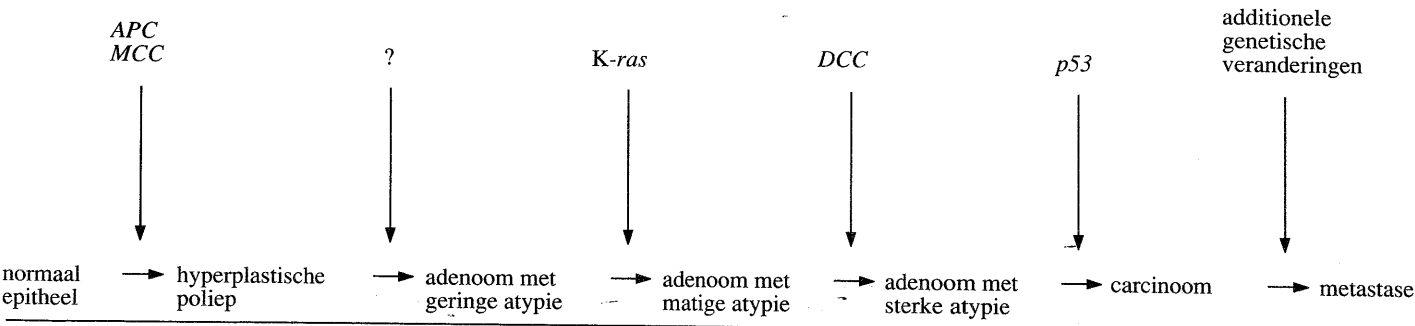 APC
MCC
?
K-ras
DCC
p53
additionele
genetische
veranderingen
normaal
epitheel
hyperplastische
poliep
adenoom met
geringe atypie
adenoom met
matige atypie
adenoom met
sterke atypie
carcinoom
metastase